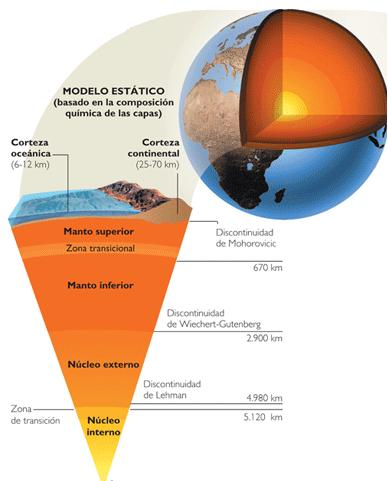 MODELO ESTÁTICO
(basado en la composición
química de las capas)
Corteza
oceánica
(6-12 km)
Corteza
continental
(25-70 km)
Manto superior
Zona transicional
Discontinuidad
de Mohorovicic
670 km
Manto inferior
Discontinuidad
de Wiechert-Gutenberg
2.900 km
Núcleo externo
Discontinuidad
de Lehman
4.980 km
5.120 km
Zona
de transición
Núcleo
interno